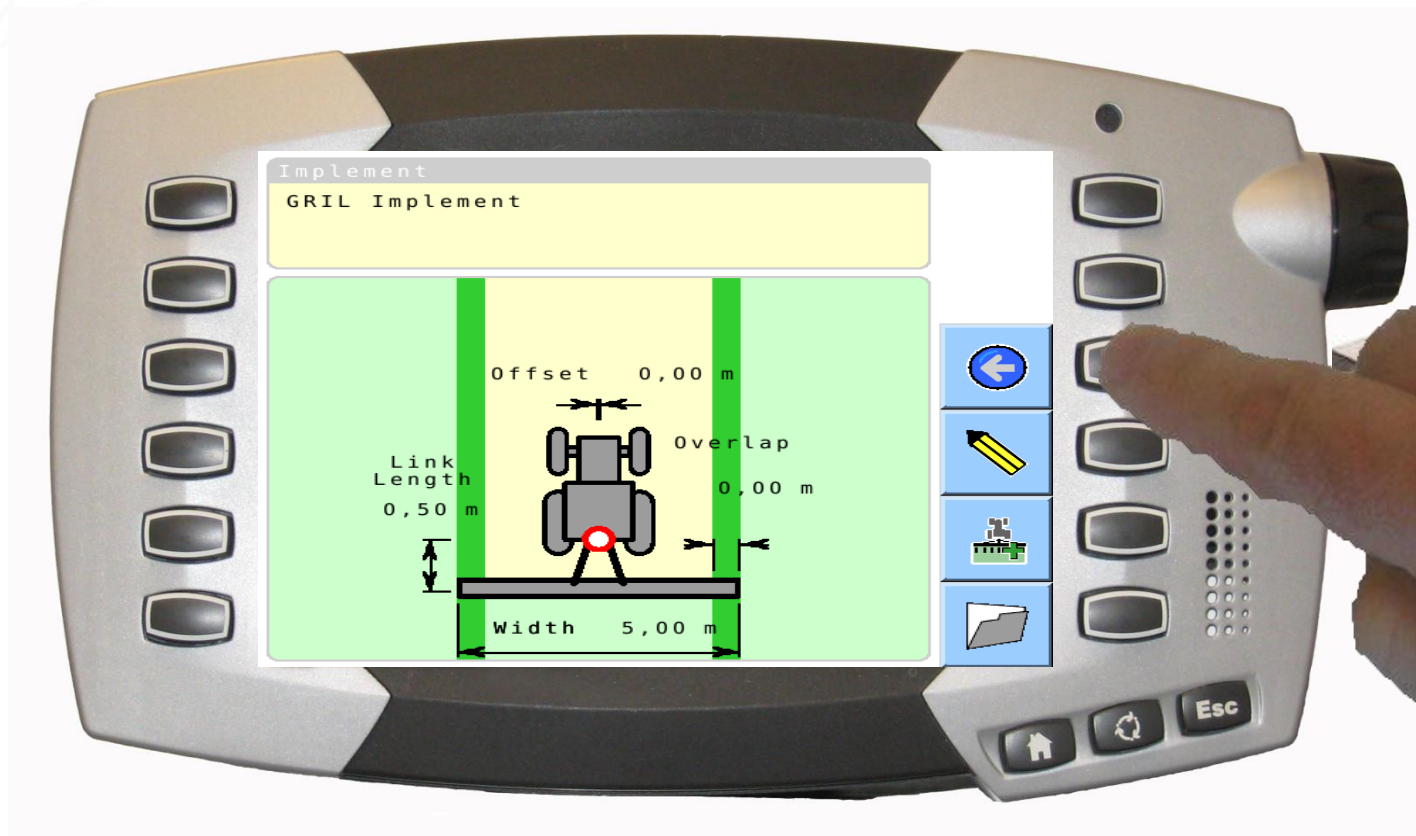 Implement
GRIL Implement
Offset 0,00 m
Overlap
0,00 m
Link
Length
0,50 m
Width 5,00 m
Esc